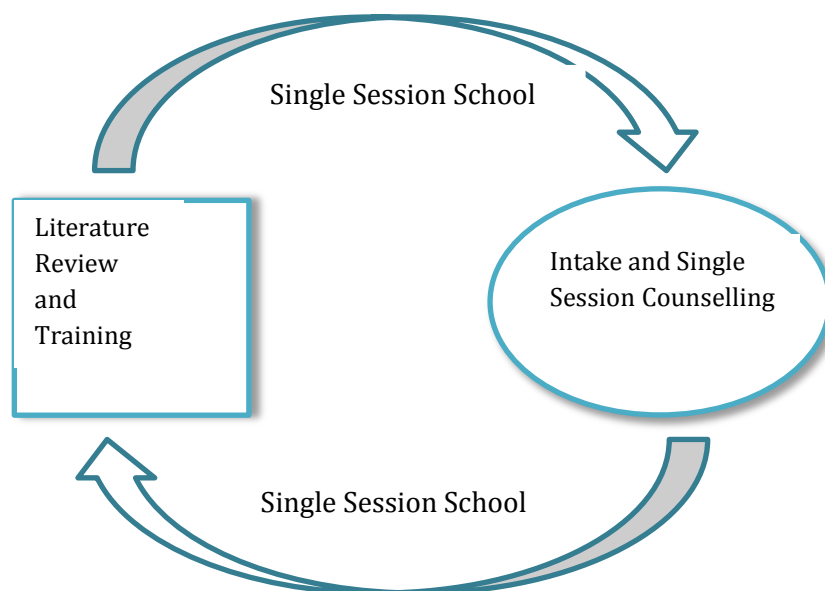 Single Session School
Literature
Review
and
Training
Intake and Single
Session Counselling
Single Session School